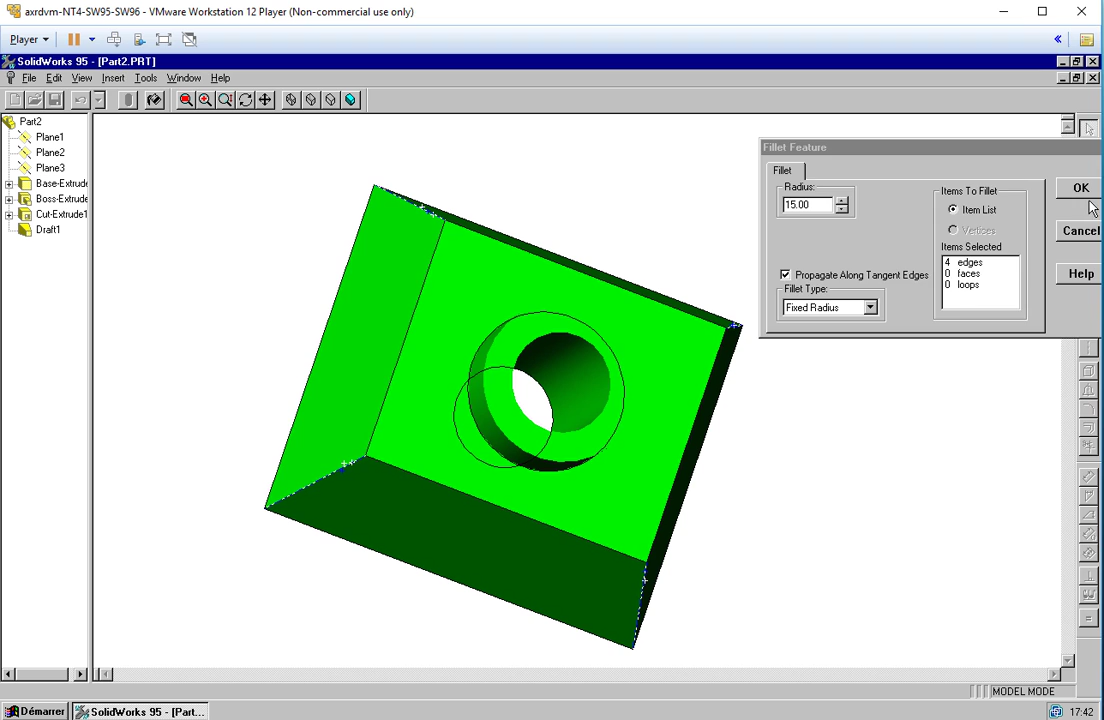 axrdvm-NT4-SW95-SW96 - VMware Workstation 12 Player (Non-commercial use only)
Player
SolidWorks 95 - [Part2.PRT]
File Edit View Insert Tools Window Help
Part2
Plane1
Plane2
Plane3
Base-Extrude
Boss-Extrude
Cut-Extrude1
Draft1
Fillet Feature
Fillet
Radius:
15.00
Propagate Along Tangent Edges
Fillet Type:
Fixed Radius
Items To Fillet
Item List
Vertices
Items Selected
4 edges
0 faces
0 loops
OK
Cancel
Help
MODEL MODE
Démarrer
SolidWorks 95 - [Part...
17:42